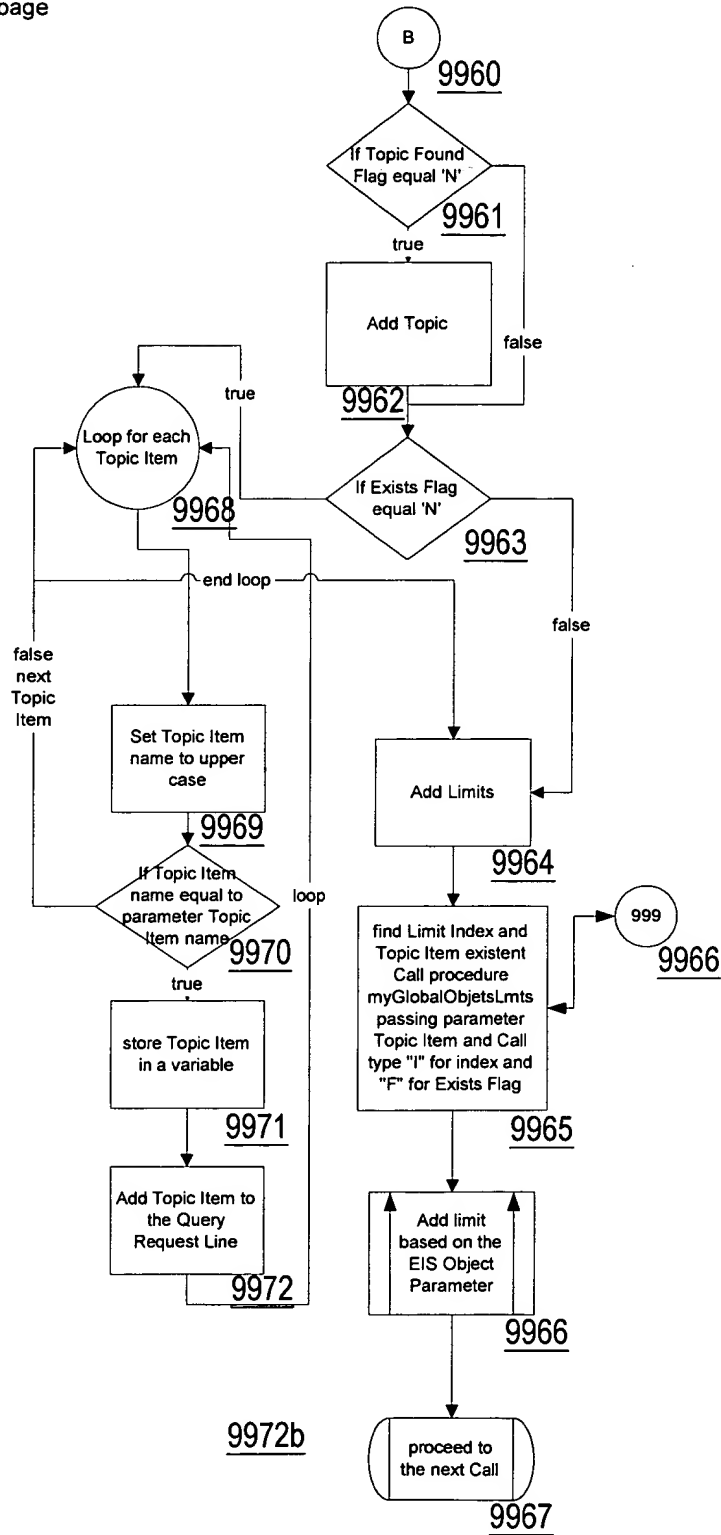 page
B
9960
If Topic Found
Flag equal 'N'
9961
true
Add Topic
false
9962
true
Loop for each
Topic Item
9968
If Exists Flag
equal 'N'
9963
end loop
false
false
next
Topic
Item
Set Topic Item
name to upper
case
9969
Add Limits
9964
If Topic Item
name equal to
parameter Topic
Item name
9970
loop
true
find Limit Index and
Topic Item existent
Call procedure
myGlobalObjetsLmts
passing parameter
Topic Item and Call
type "I" for index and
"F" for Exists Flag
9965
999
9966
store Topic Item
in a variable
9971
Add Topic Item to
the Query
Request Line
9972
Add limit
based on the
EIS Object
Parameter
9966
9972b
proceed to
the next Call
9967